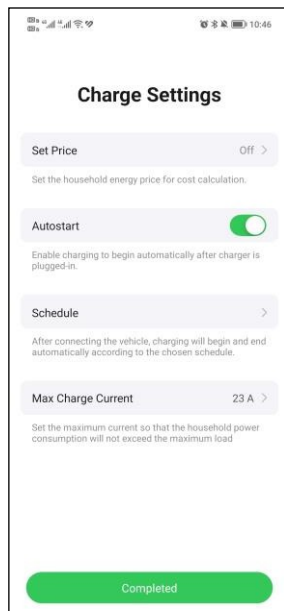 10:46
Charge Settings
Set Price
Off
Set the household energy price for cost calculation.
Autostart
Enable charging to begin automatically after charger is
plugged-in.
Schedule
After connecting the vehicle, charging will begin and end
automatically according to the chosen schedule.
Max Charge Current
23 A
Set the maximum current so that the household power
consumption will not exceed the maximum load
Completed